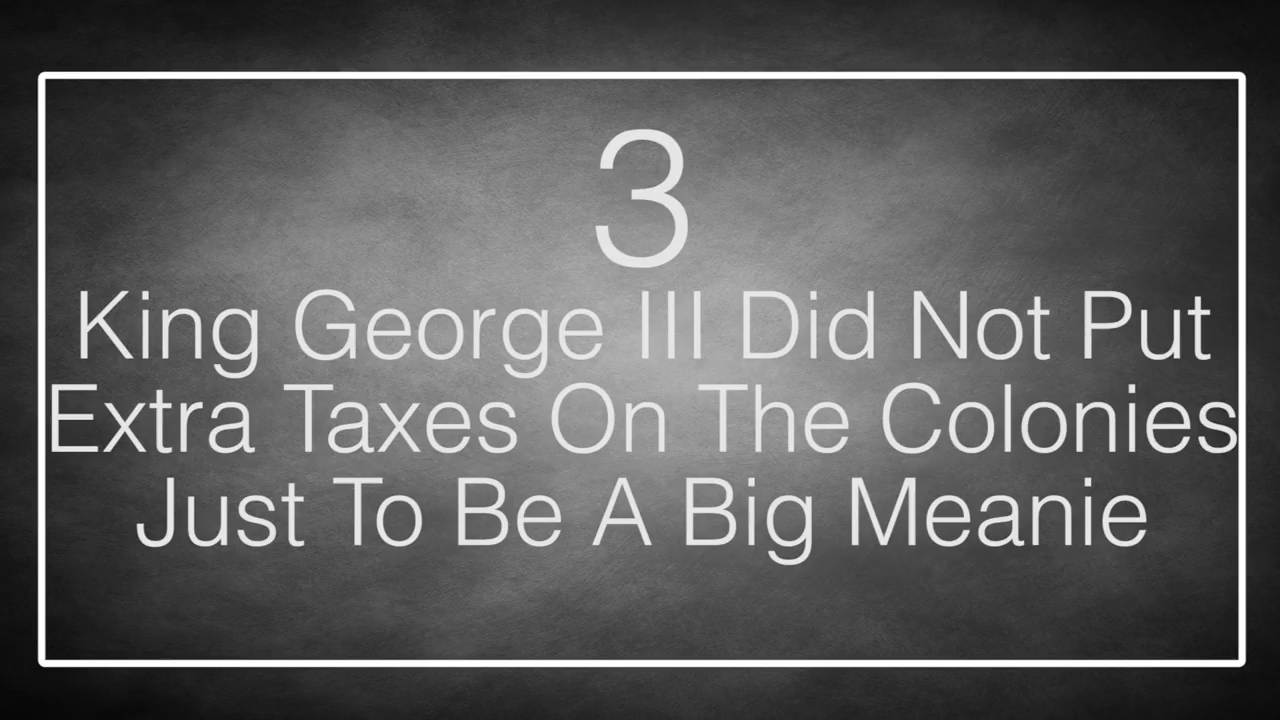 3
King George III Did Not Put
Extra Taxes On The Colonies
Just To Be A Big Meanie